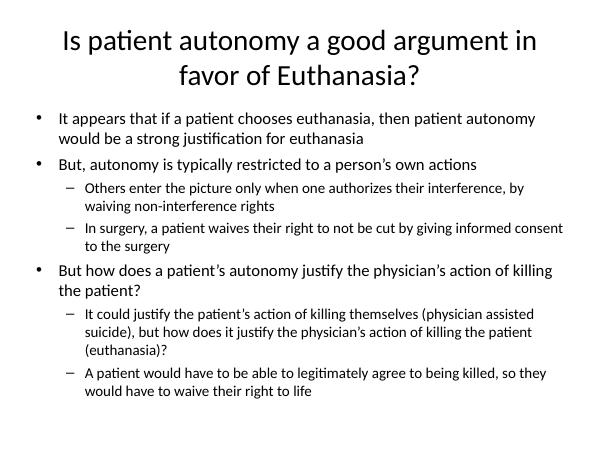 Is patient autonomy a good argument in
favor of Euthanasia?
• It appears that if a patient chooses euthanasia, then patient autonomy
would be a strong justification for euthanasia
• But, autonomy is typically restricted to a person's own actions
– Others enter the picture only when one authorizes their interference, by
waiving non-interference rights
– In surgery, a patient waives their right to not be cut by giving informed consent
to the surgery
• But how does a patient's autonomy justify the physician's action of killing
the patient?
– It could justify the patient's action of killing themselves (physician assisted
suicide), but how does it justify the physician's action of killing the patient
(euthanasia)?
– A patient would have to be able to legitimately agree to being killed, so they
would have to waive their right to life